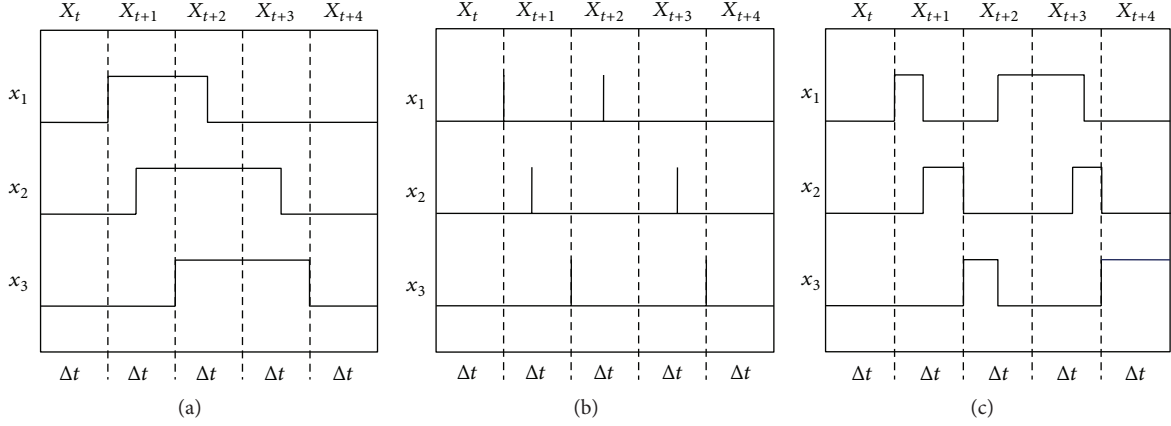 X_t X_{t+1} X_{t+2} X_{t+3} X_{t+4}
x_1
x_2
x_3
Δt Δt Δt Δt Δt
(a)
X_t X_{t+1} X_{t+2} X_{t+3} X_{t+4}
x_1
x_2
x_3
Δt Δt Δt Δt Δt
(b)
X_t X_{t+1} X_{t+2} X_{t+3} X_{t+4}
x_1
x_2
x_3
Δt Δt Δt Δt Δt
(c)